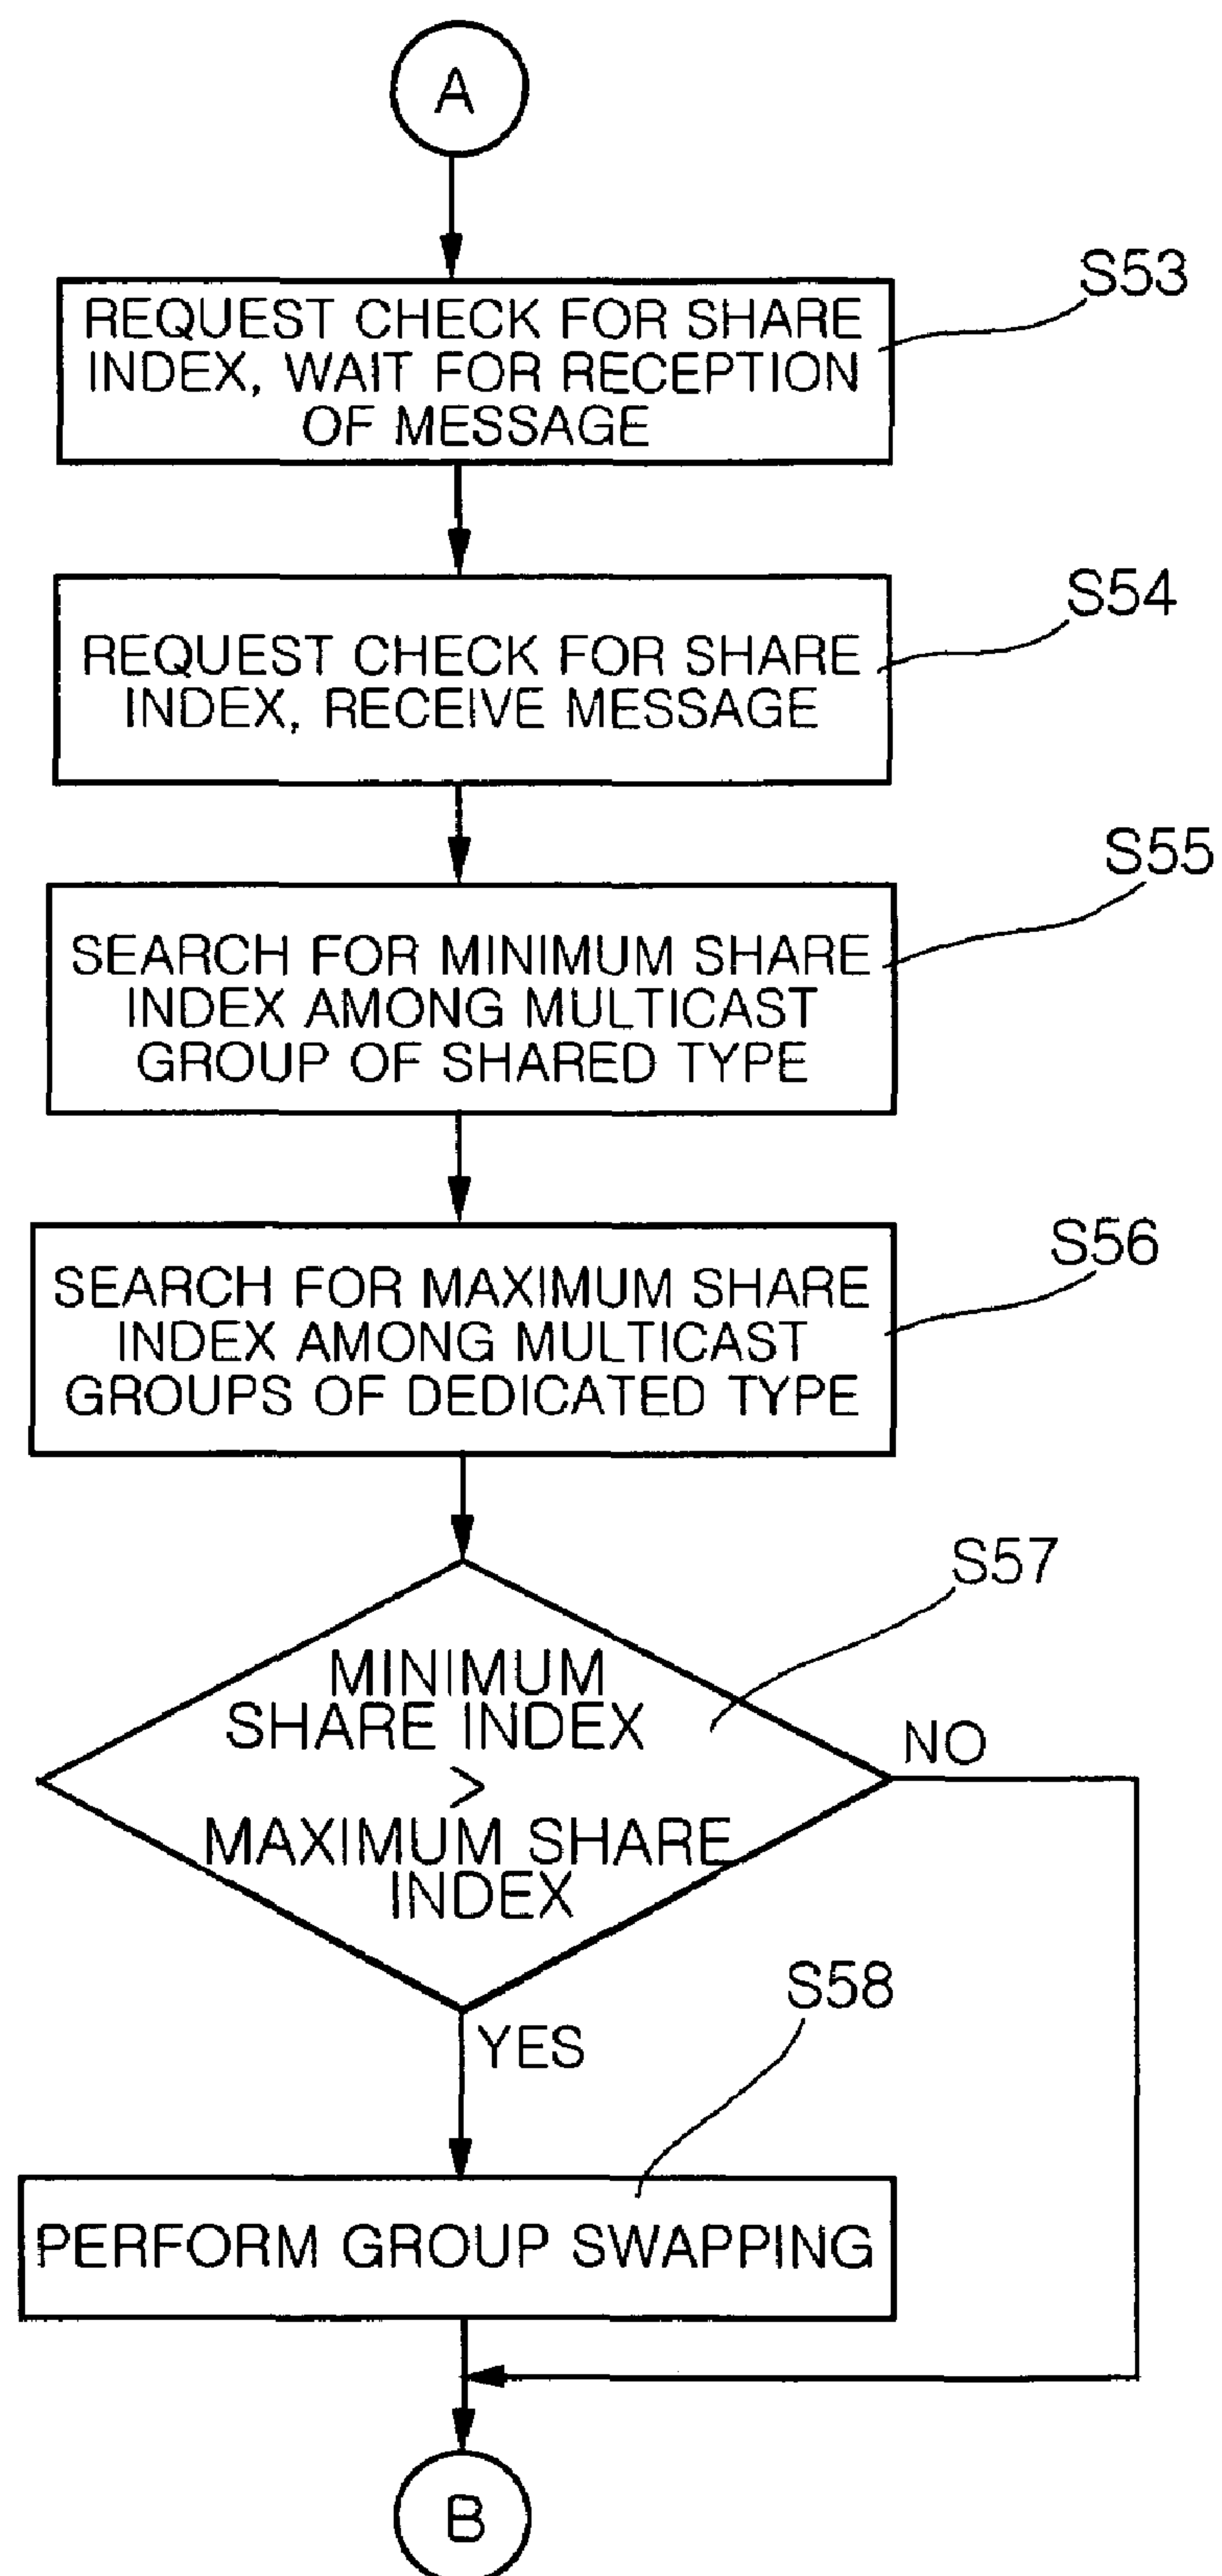 A
S53
REQUEST CHECK FOR SHARE
INDEX, WAIT FOR RECEPTION
OF MESSAGE
S54
REQUEST CHECK FOR SHARE
INDEX, RECEIVE MESSAGE
S55
SEARCH FOR MINIMUM SHARE
INDEX AMONG MULTICAST
GROUP OF SHARED TYPE
S56
SEARCH FOR MAXIMUM SHARE
INDEX AMONG MULTICAST
GROUPS OF DEDICATED TYPE
S57
MINIMUM
SHARE INDEX
>
MAXIMUM SHARE
INDEX
NO
YES
S58
PERFORM GROUP SWAPPING
B